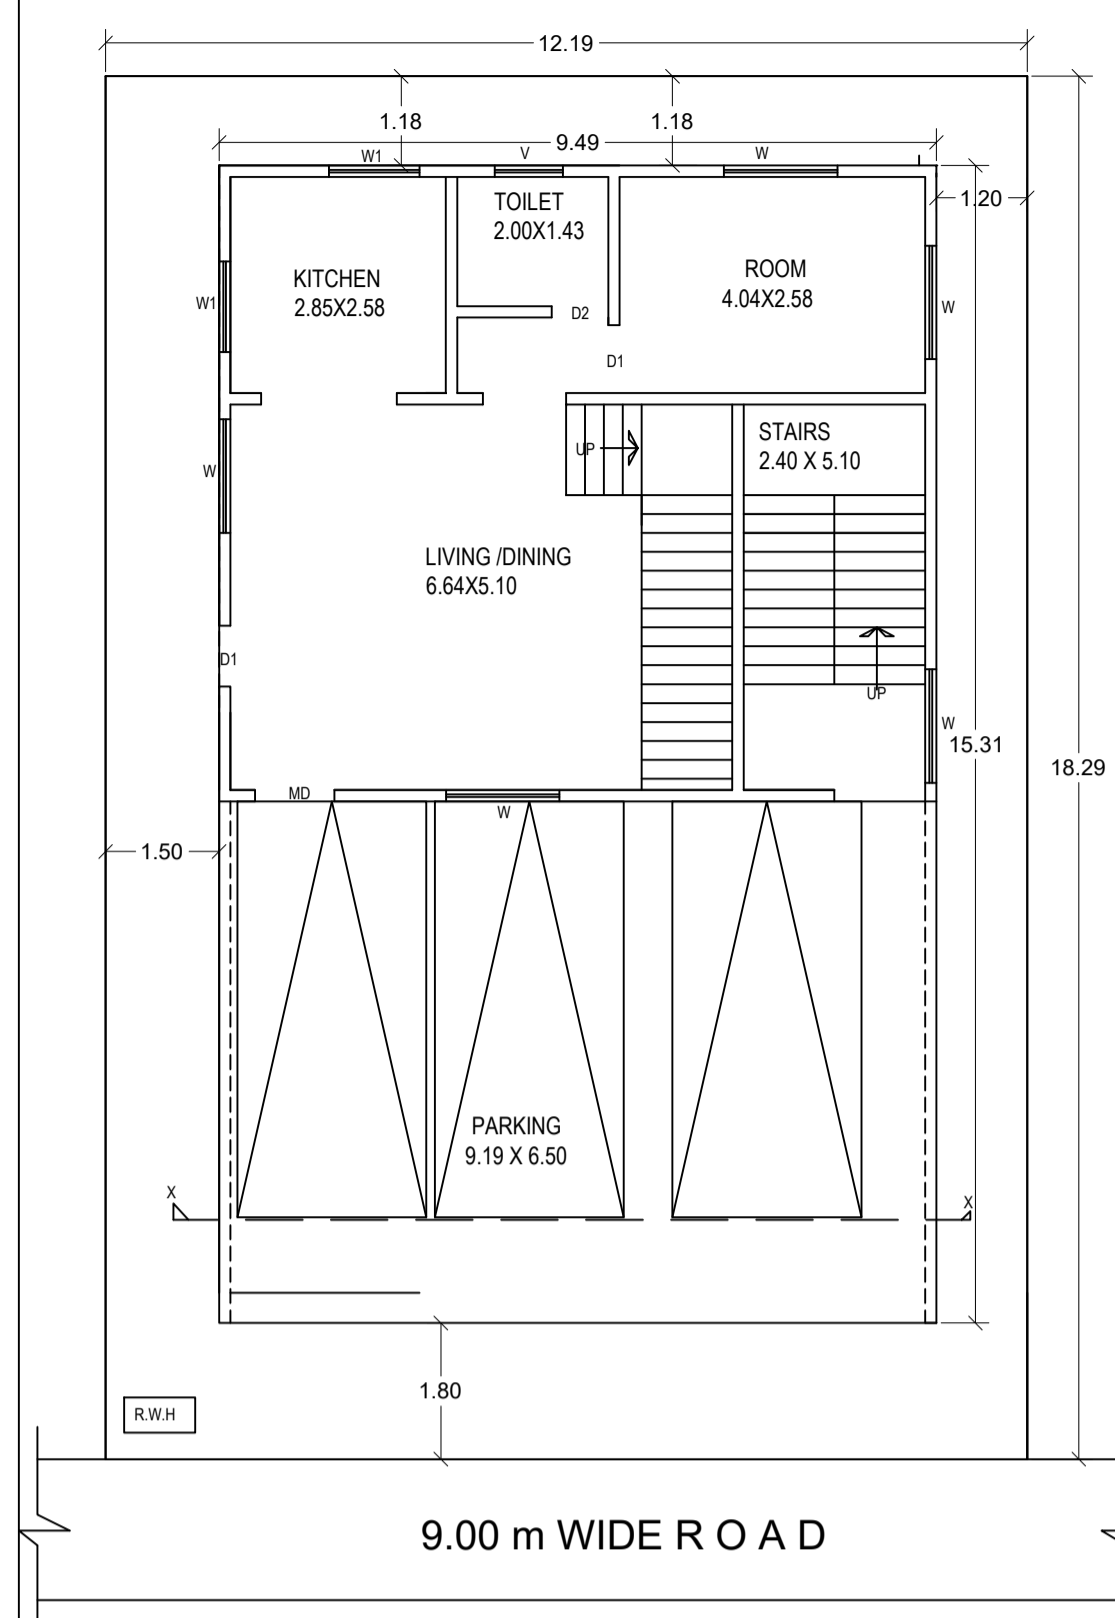 12.19
1.18
1.18
9.49
W1
V
W
TOILET
2.00X1.43
1.20
KITCHEN
2.85X2.58
ROOM
4.04X2.58
W1
D2
W
D1
UP
STAIRS
2.40 X 5.10
W
LIVING /DINING
6.64X5.10
D1
UP
W
15.31
18.29
MD
W
1.50
PARKING
9.19 X 6.50
X
X
1.80
R.W.H
9.00 m WIDE R O A D